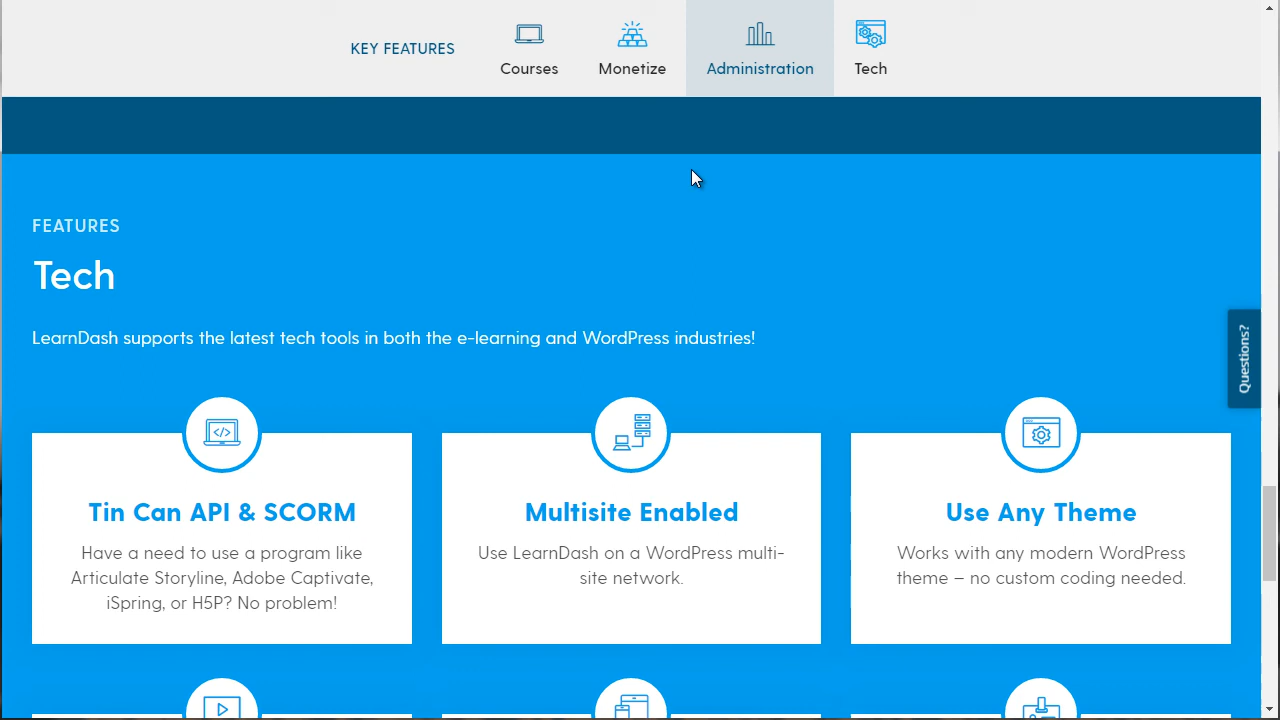 KEY FEATURES
Courses
Monetize
Administration
Tech
FEATURES
Tech
LearnDash supports the latest tech tools in both the e-learning and WordPress industries!
Questions?
Tin Can API & SCORM
Have a need to use a program like
Articulate Storyline, Adobe Captivate,
iSpring, or H5P? No problem!
Multisite Enabled
Use LearnDash on a WordPress multi-
site network.
Use Any Theme
Works with any modern WordPress
theme – no custom coding needed.